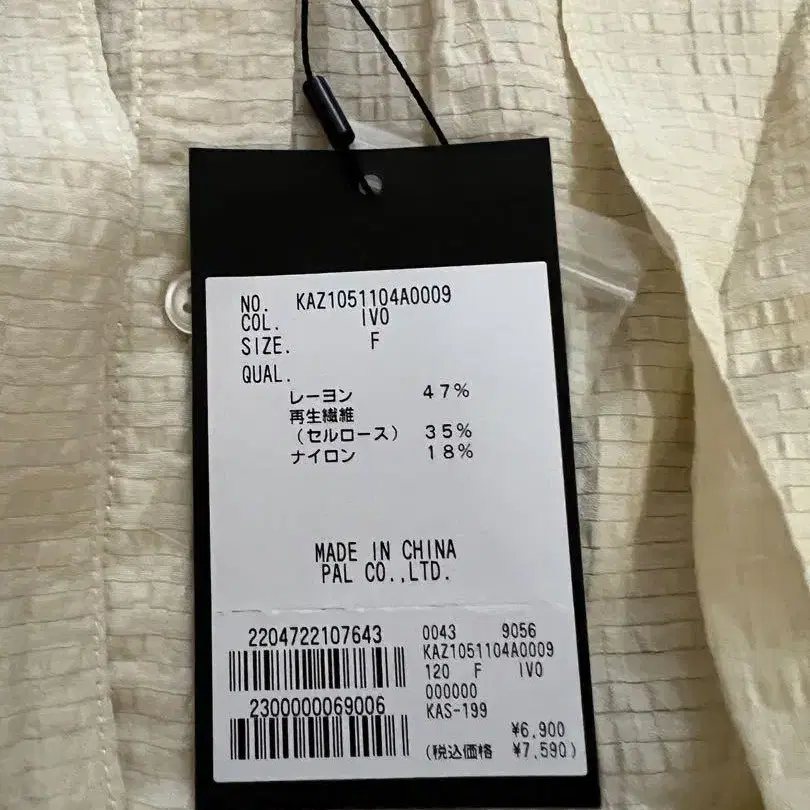 NO. KAZ1051104A0009
COL. IVO
SIZE. F
QUAL.
レーヨン 47%
再生繊維
(セルロース) 35%
ナイロン 18%
MADE IN CHINA
PAL CO.,LTD.
2204722107643
2300000069006
0043 9056
KAZ1051104A0009
120 F IVO
000000
KAS-199
¥6,900
(税込価格 ¥7,590)